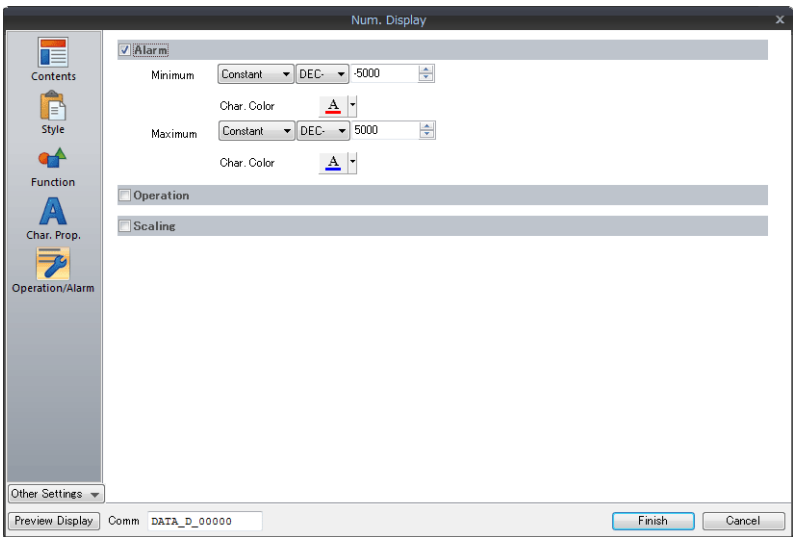 Num. Display x
Contents
Style
Function
Char. Prop.
Operation/Alarm
Other Settings
Alarm
Minimum Constant DEC- -5000
Char. Color A
Maximum Constant DEC- 5000
Char. Color A
Operation
Scaling
Preview Display Comm DATA_D_00000 Finish Cancel